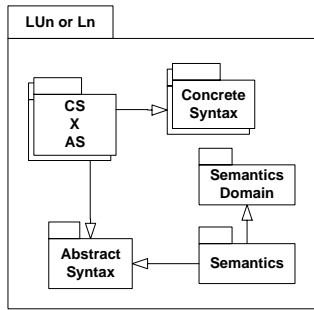 LUn or Ln
CS
X
AS
Concrete
Syntax
Semantics
Domain
Abstract
Syntax
Semantics